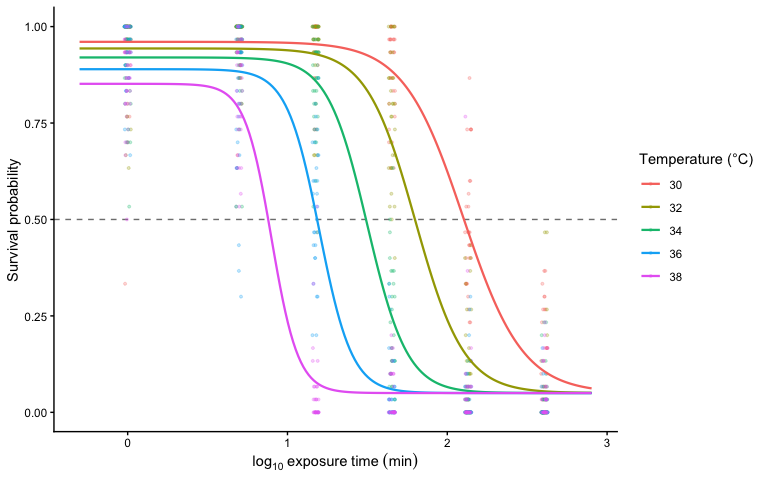 1.00
0.75
0.50
0.25
0.00
Survival probability
0 1 2 3
log₁₀ exposure time (min)
Temperature (°C)
30
32
34
36
38